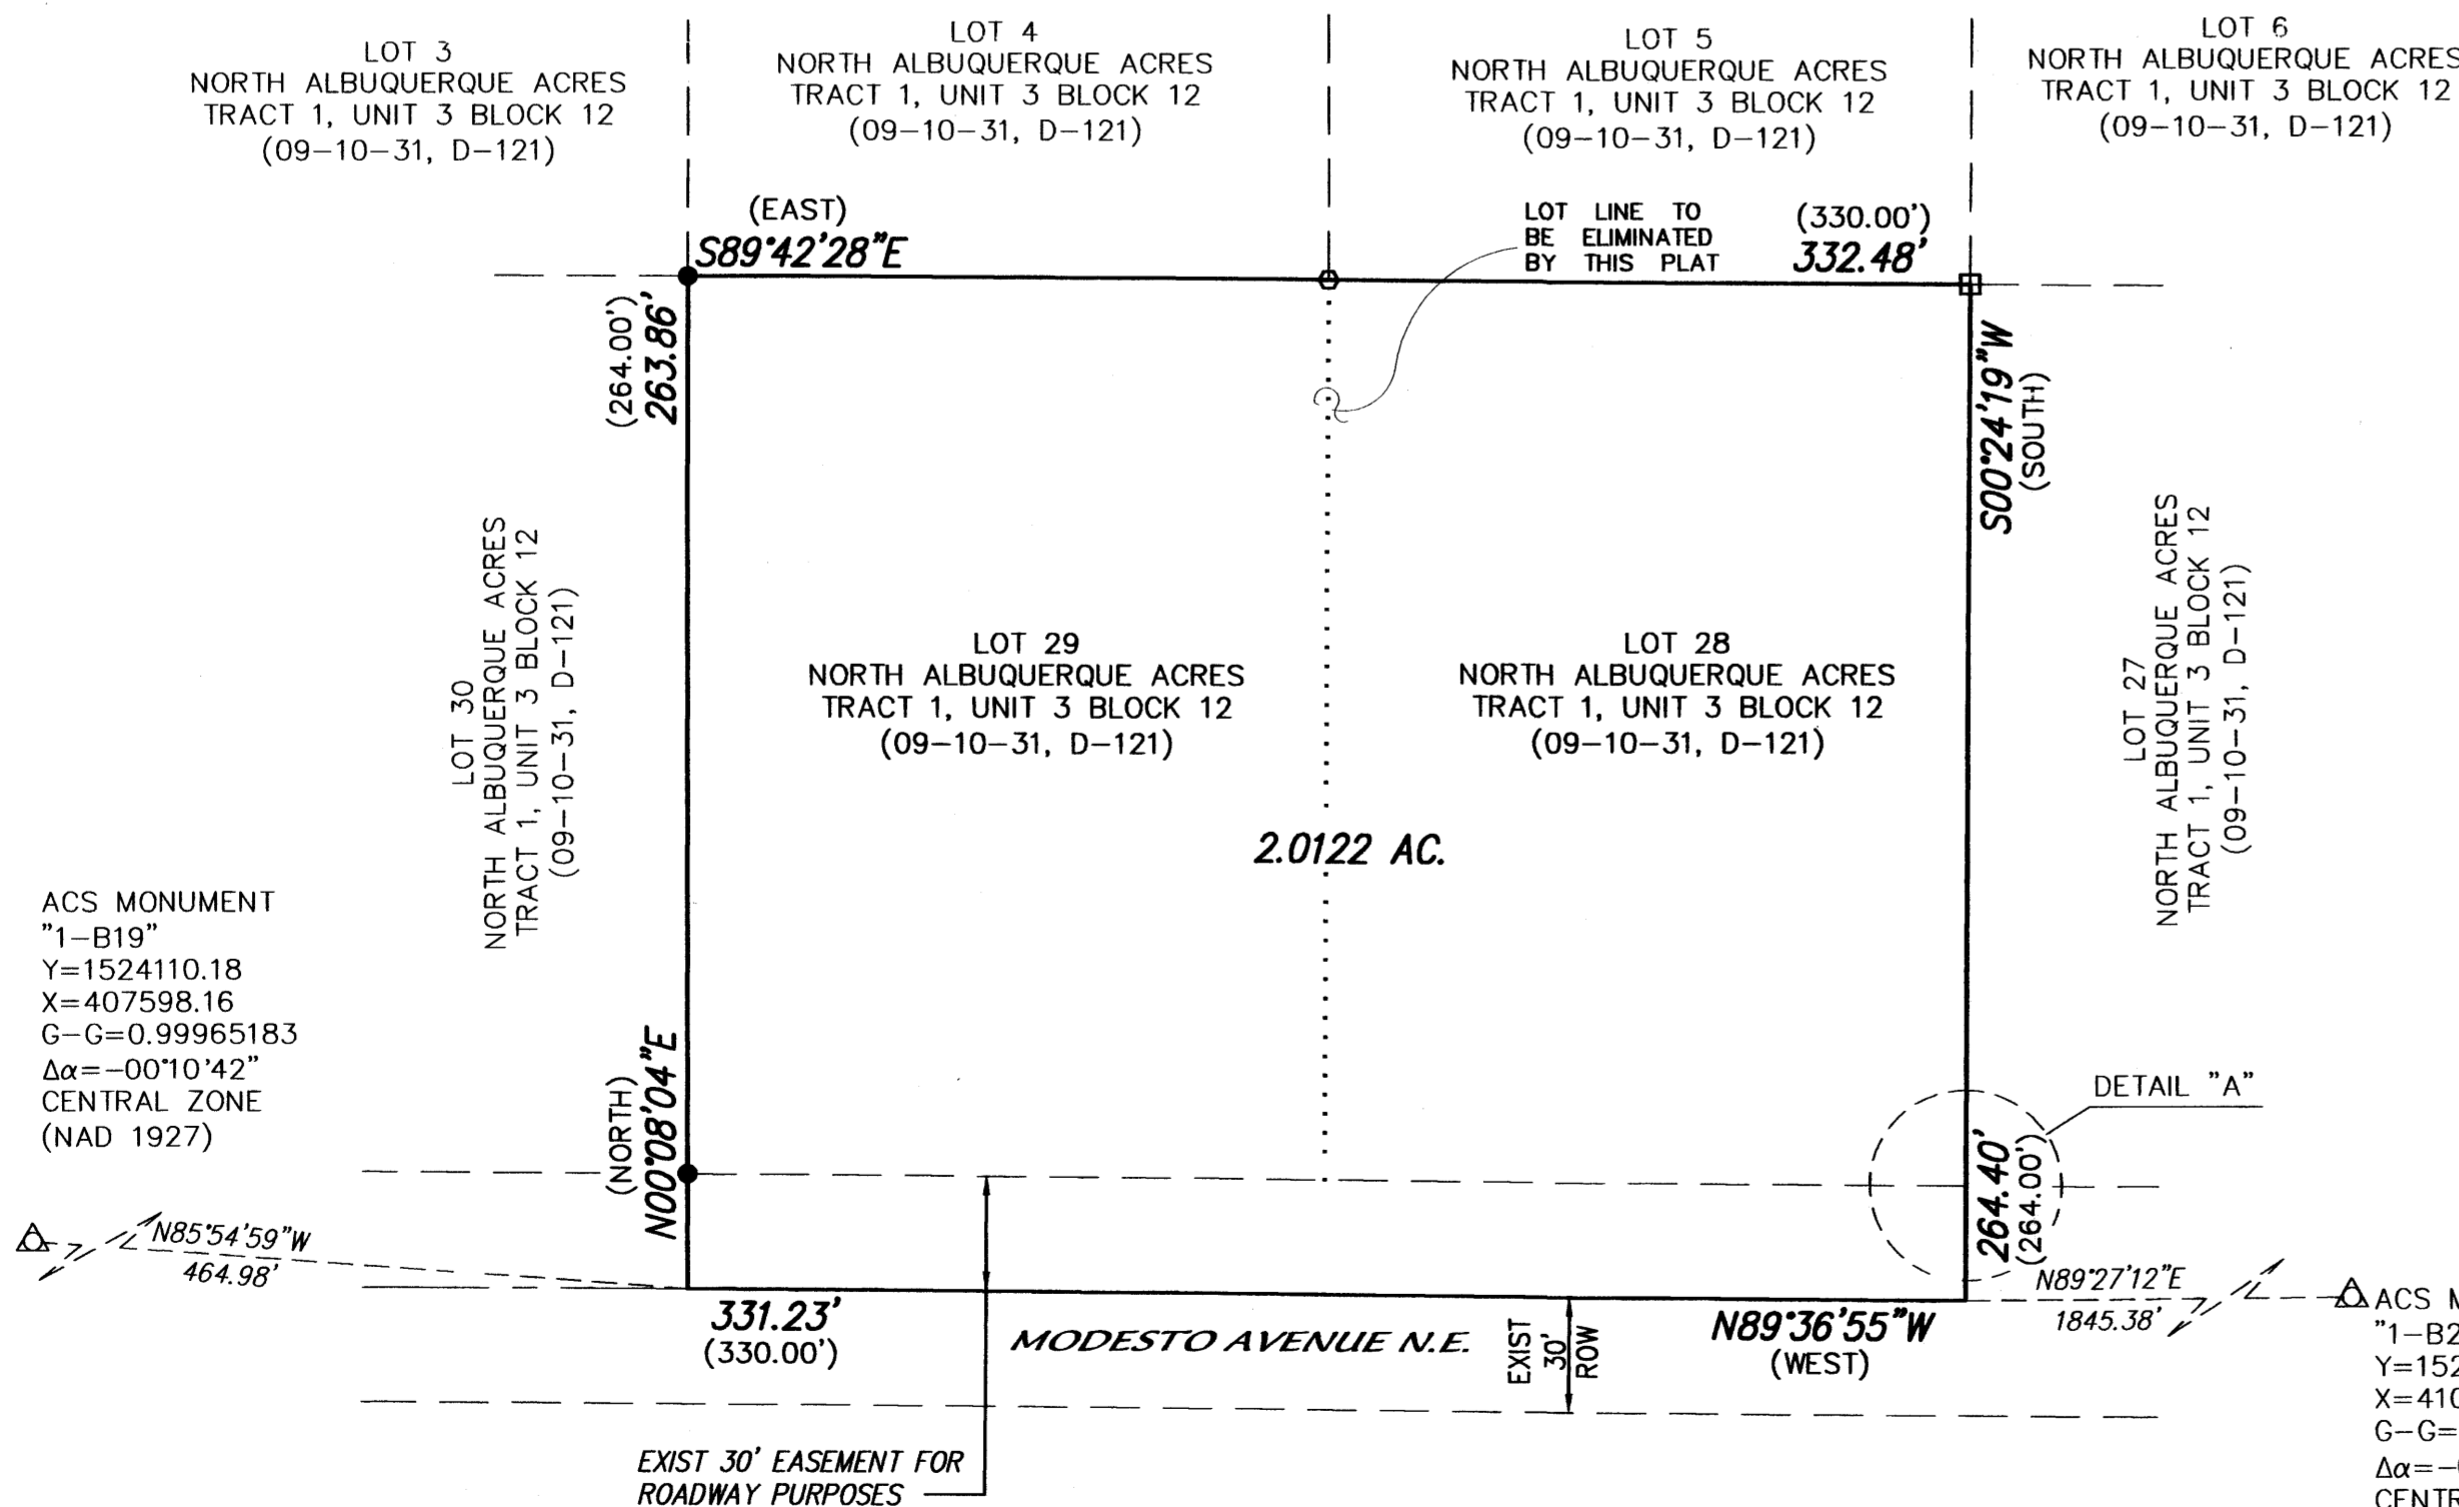 LOT 3
NORTH ALBUQUERQUE ACRES
TRACT 1, UNIT 3 BLOCK 12
(09-10-31, D-121)
LOT 4
NORTH ALBUQUERQUE ACRES
TRACT 1, UNIT 3 BLOCK 12
(09-10-31, D-121)
LOT 5
NORTH ALBUQUERQUE ACRES
TRACT 1, UNIT 3 BLOCK 12
(09-10-31, D-121)
LOT 6
NORTH ALBUQUERQUE ACRES
TRACT 1, UNIT 3 BLOCK 12
(09-10-31, D-121)
(EAST)
S89°42'28"E
LOT LINE TO
BE ELIMINATED
BY THIS PLAT
(330.00')
332.48'
(264.00')
263.86'
S00°24'19"W
(SOUTH)
LOT 30
NORTH ALBUQUERQUE ACRES
TRACT 1, UNIT 3 BLOCK 12
(09-10-31, D-121)
LOT 29
NORTH ALBUQUERQUE ACRES
TRACT 1, UNIT 3 BLOCK 12
(09-10-31, D-121)
LOT 28
NORTH ALBUQUERQUE ACRES
TRACT 1, UNIT 3 BLOCK 12
(09-10-31, D-121)
LOT 27
NORTH ALBUQUERQUE ACRES
TRACT 1, UNIT 3 BLOCK 12
(09-10-31, D-121)
2.0122 AC.
ACS MONUMENT
"1-B19"
Y=1524110.18
X=407598.16
G-G=0.99965183
Δα=-00°10'42"
CENTRAL ZONE
(NAD 1927)
(NORTH)
N00°08'04"E
DETAIL "A"
264.40'
(264.00')
N85°54'59"W
464.98'
N89°27'12"E
1845.38'
331.23'
(330.00')
MODESTO AVENUE N.E.
EXIST
30'
ROW
N89°36'55"W
(WEST)
ACS M
"1-B2
Y=152
X=410
G-G=
Δα=-
CENTR
EXIST 30' EASEMENT FOR
ROADWAY PURPOSES